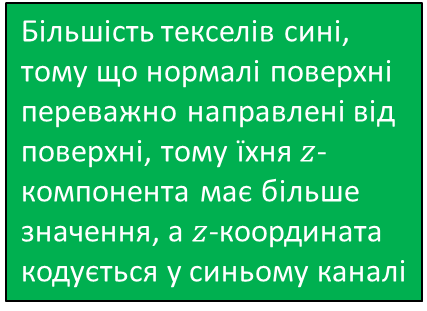 Більшість текселів сині,
тому що нормалі поверхні
переважно направлені від
поверхні, тому їхня z-
компонента має більше
значення, а z-координата
кодується у синьому каналі